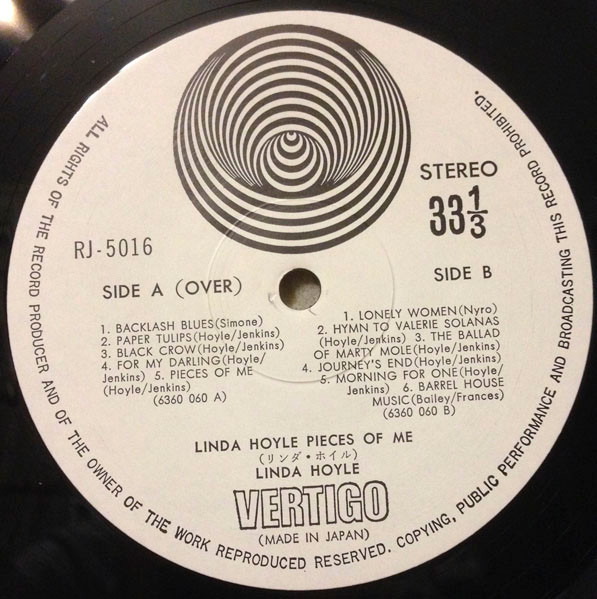 STEREO
33 1/3
RJ-5016
SIDE A (OVER)
1. BACKLASH BLUES(Simone)
2. PAPER TULIPS(Hoyle/Jenkins)
3. BLACK CROW(Hoyle/Jenkins)
4. FOR MY DARLING(Hoyle/
Jenkins) 5. PIECES OF ME
(Hoyle/Jenkins)
(6360 060 A)
SIDE B
1. LONELY WOMEN(Nyro)
2. HYMN TO VALERIE SOLANAS
(Hoyle/Jenkins) 3. THE BALLAD
OF MARTY MOLE(Hoyle/Jenkins)
4. JOURNEY'S END(Hoyle/Jenkins)
5. MORNING FOR ONE(Hoyle/
Jenkins) 6. BARREL HOUSE
MUSIC(Bailey/Frances)
(6360 060 B)
LINDA HOYLE PIECES OF ME
(リンダ・ホイル)
LINDA HOYLE
VERTIGO
(MADE IN JAPAN)
ALL RIGHTS OF THE RECORD PRODUCER AND OF THE OWNER OF THE WORK REPRODUCED RESERVED. COPYING, PUBLIC PERFORMANCE AND BROADCASTING THIS RECORD PROHIBITED.